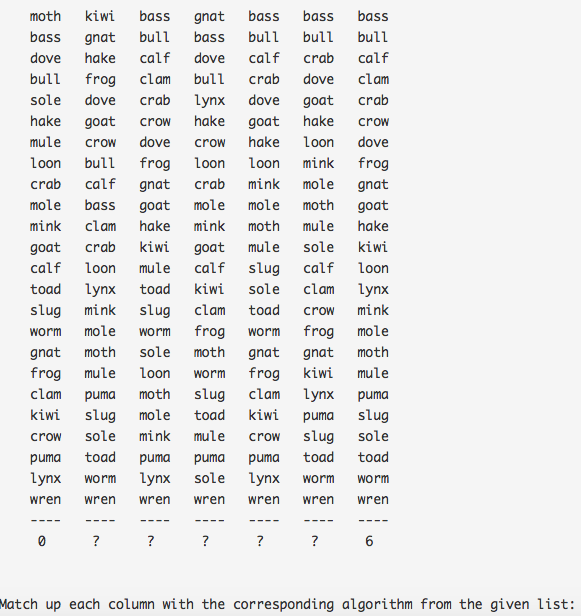 moth kiwi bass gnat bass bass bass
bass gnat bull bass bull bull bull
dove hake calf dove calf crab calf
bull frog clam bull crab dove clam
sole dove crab lynx dove goat crab
hake goat crow hake goat hake crow
mule crow dove crow hake loon dove
loon bull frog loon loon mink frog
crab calf gnat crab mink mole gnat
mole bass goat mole mole moth goat
mink clam hake mink moth mule hake
goat crab kiwi goat mule sole kiwi
calf loon mule calf slug calf loon
toad lynx toad kiwi sole clam lynx
slug mink slug clam toad crow mink
worm mole worm frog worm frog mole
gnat moth sole moth gnat gnat moth
frog mule loon worm frog kiwi mule
clam puma moth slug clam lynx puma
kiwi slug mole toad kiwi puma slug
crow sole mink mule crow slug sole
puma toad puma puma puma toad toad
lynx worm lynx sole lynx worm worm
wren wren wren wren wren wren wren
---- ---- ---- ---- ---- ---- ----
0 ? ? ? ? ? 6
Match up each column with the corresponding algorithm from the given list: